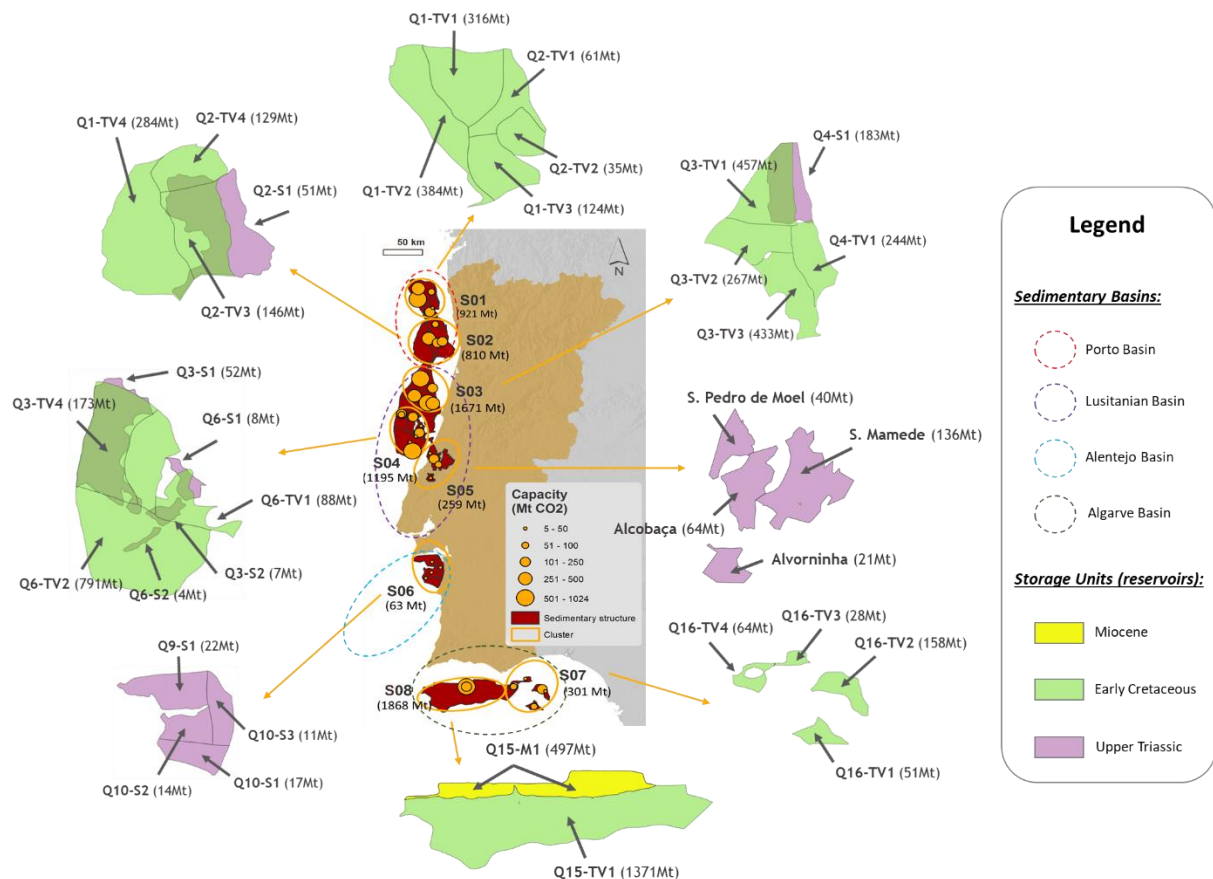 Q1-TV1 (316Mt)
Q2-TV1 (61Mt)
Q2-TV2 (35Mt)
Q1-TV2 (384Mt)
Q1-TV3 (124Mt)
Q1-TV4 (284Mt)
Q2-TV4 (129Mt)
Q2-S1 (51Mt)
Q2-TV3 (146Mt)
Q4-S1 (183Mt)
Q3-TV1 (457Mt)
Q4-TV1 (244Mt)
Q3-TV2 (267Mt)
Q3-TV3 (433Mt)
Q3-S1 (52Mt)
Q3-TV4 (173Mt)
Q6-S1 (8Mt)
Q6-TV1 (88Mt)
Q3-S2 (7Mt)
Q6-TV2 (791Mt)
Q6-S2 (4Mt)
S. Pedro de Moel (40Mt)
S. Mamede (136Mt)
Alcobaça (64Mt)
Alvorninha (21Mt)
Q9-S1 (22Mt)
Q10-S3 (11Mt)
Q10-S1 (17Mt)
Q10-S2 (14Mt)
Q16-TV3 (28Mt)
Q16-TV4 (64Mt)
Q16-TV2 (158Mt)
Q16-TV1 (51Mt)
Q15-M1 (497Mt)
Q15-TV1 (1371Mt)
50 km
N
S01
(921 Mt)
S02
(810 Mt)
S03
(1671 Mt)
S04
(1195 Mt)
S05
(259 Mt)
S06
(63 Mt)
S07
(301 Mt)
S08
(1868 Mt)
Capacity
(Mt CO2)
5 - 50
51 - 100
101 - 250
251 - 500
501 - 1024
Sedimentary structure
Cluster
Legend
Sedimentary Basins:
Porto Basin
Lusitanian Basin
Alentejo Basin
Algarve Basin
Storage Units (reservoirs):
Miocene
Early Cretaceous
Upper Triassic